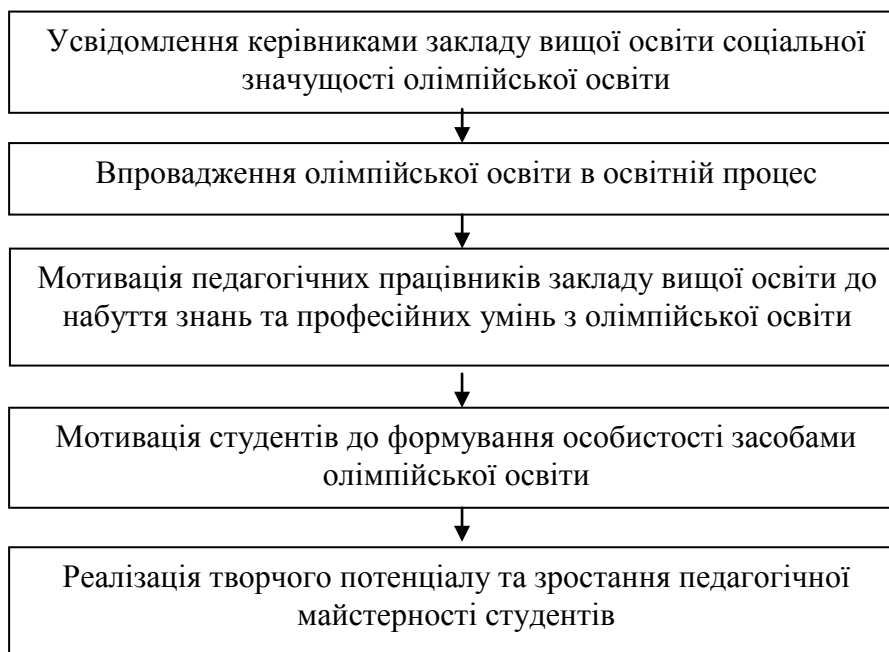 Усвідомлення керівниками закладу вищої освіти соціальної
значущості олімпійської освіти
Впровадження олімпійської освіти в освітній процес
Мотивація педагогічних працівників закладу вищої освіти до
набуття знань та професійних умінь з олімпійської освіти
Мотивація студентів до формування особистості засобами
олімпійської освіти
Реалізація творчого потенціалу та зростання педагогічної
майстерності студентів